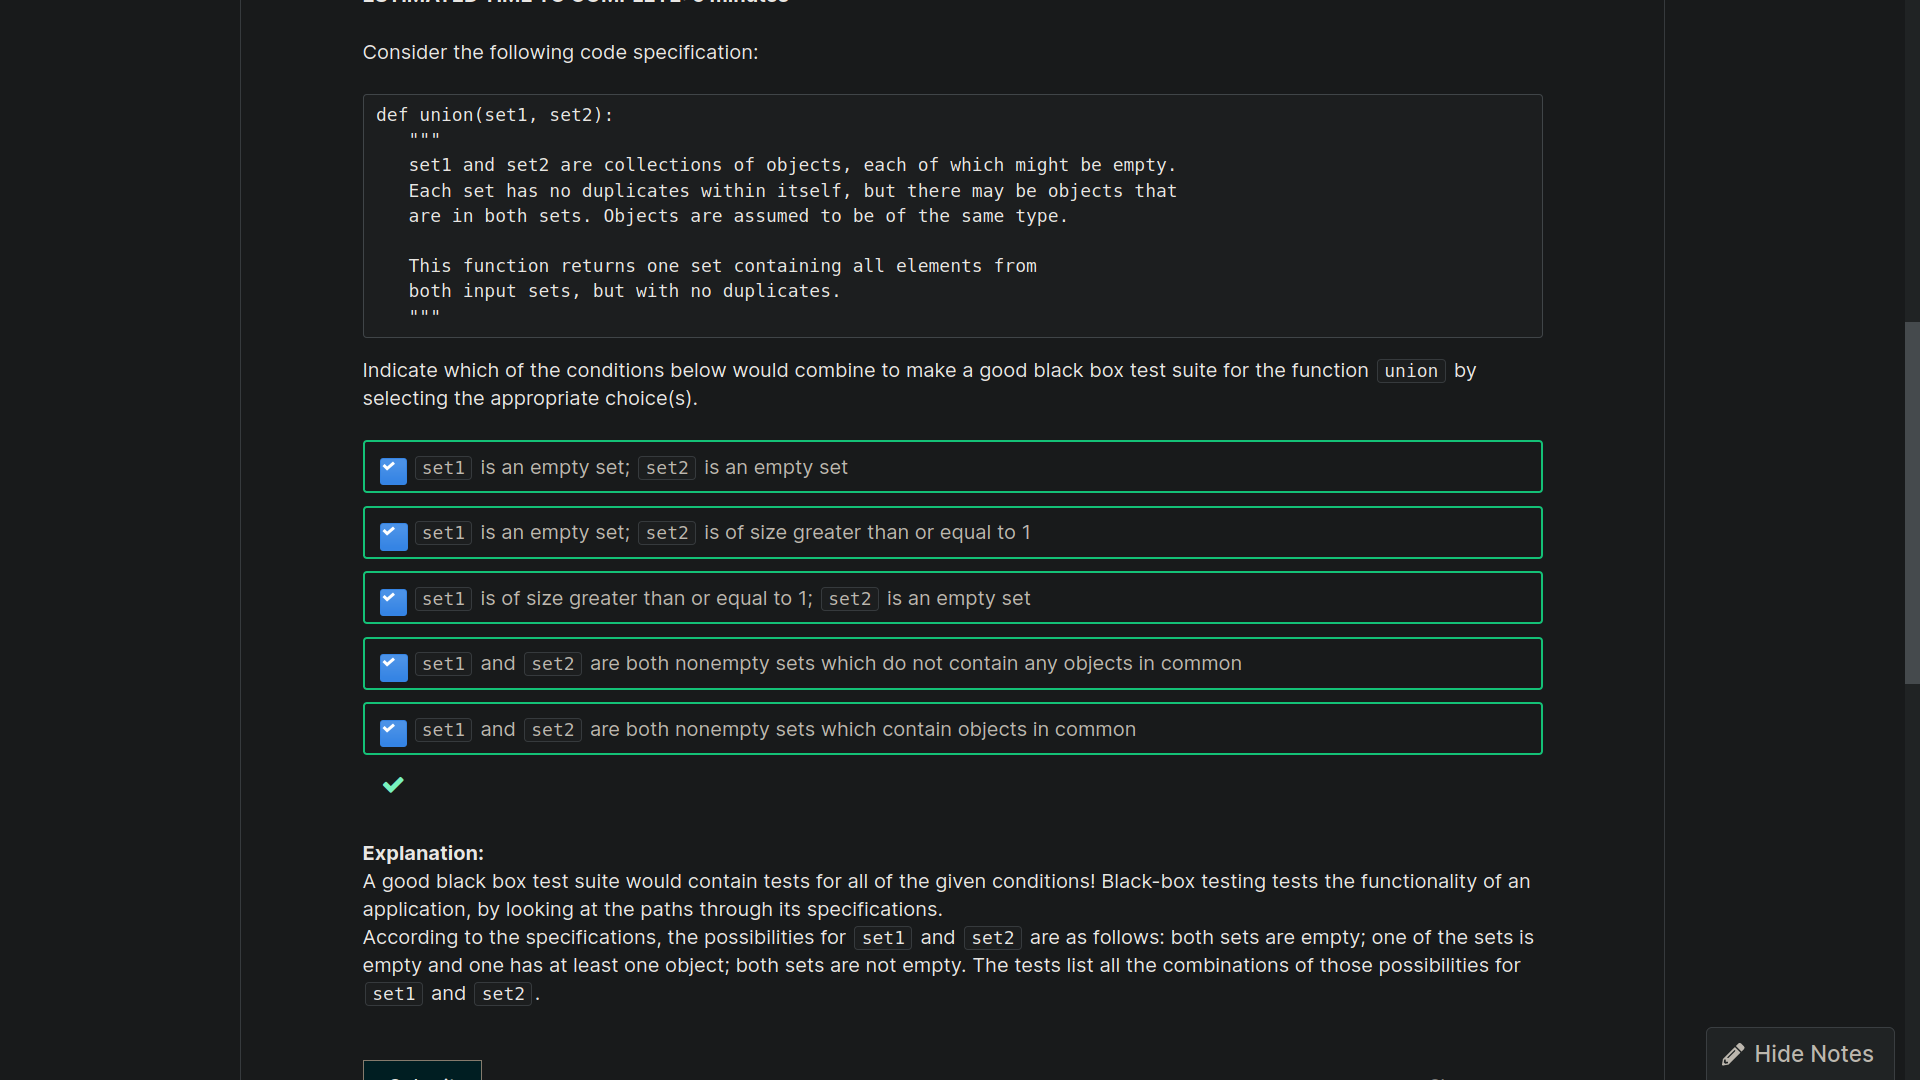 Consider the following code specification:
def union(set1, set2):
"""
set1 and set2 are collections of objects, each of which might be empty.
Each set has no duplicates within itself, but there may be objects that
are in both sets. Objects are assumed to be of the same type.
This function returns one set containing all elements from
both input sets, but with no duplicates.
"""
Indicate which of the conditions below would combine to make a good black box test suite for the function union by
selecting the appropriate choice(s).
set1 is an empty set; set2 is an empty set
set1 is an empty set; set2 is of size greater than or equal to 1
set1 is of size greater than or equal to 1; set2 is an empty set
set1 and set2 are both nonempty sets which do not contain any objects in common
set1 and set2 are both nonempty sets which contain objects in common
Explanation:
A good black box test suite would contain tests for all of the given conditions! Black-box testing tests the functionality of an
application, by looking at the paths through its specifications.
According to the specifications, the possibilities for set1 and set2 are as follows: both sets are empty; one of the sets is
empty and one has at least one object; both sets are not empty. The tests list all the combinations of those possibilities for
set1 and set2.
Hide Notes